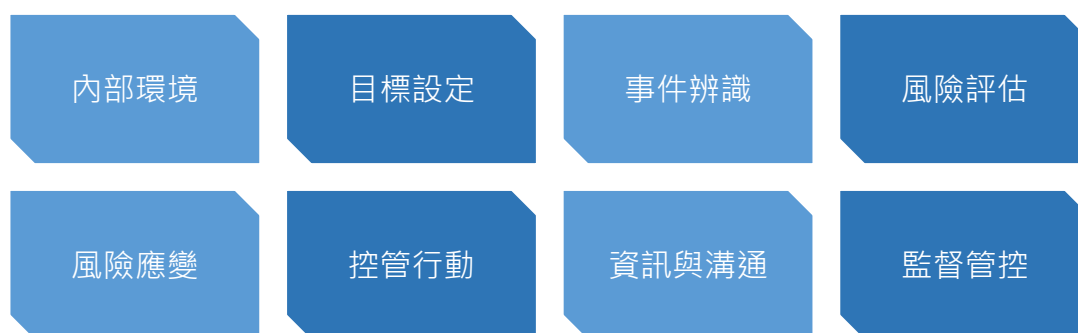 內部環境
目標設定
事件辨識
風險評估
風險應變
控管行動
資訊與溝通
監督管控